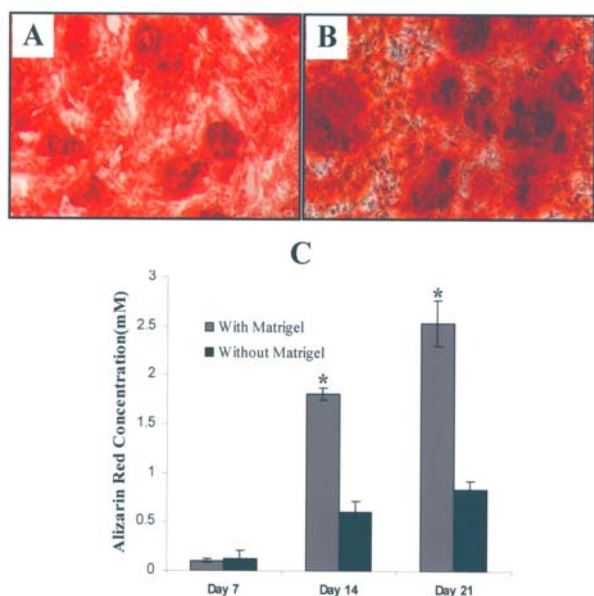 A
B
C
Alizarin Red Concentration(mM)
3
2.5
2
1.5
1
0.5
0
With Matrigel
Without Matrigel
*
*
Day 7
Day 14
Day 21